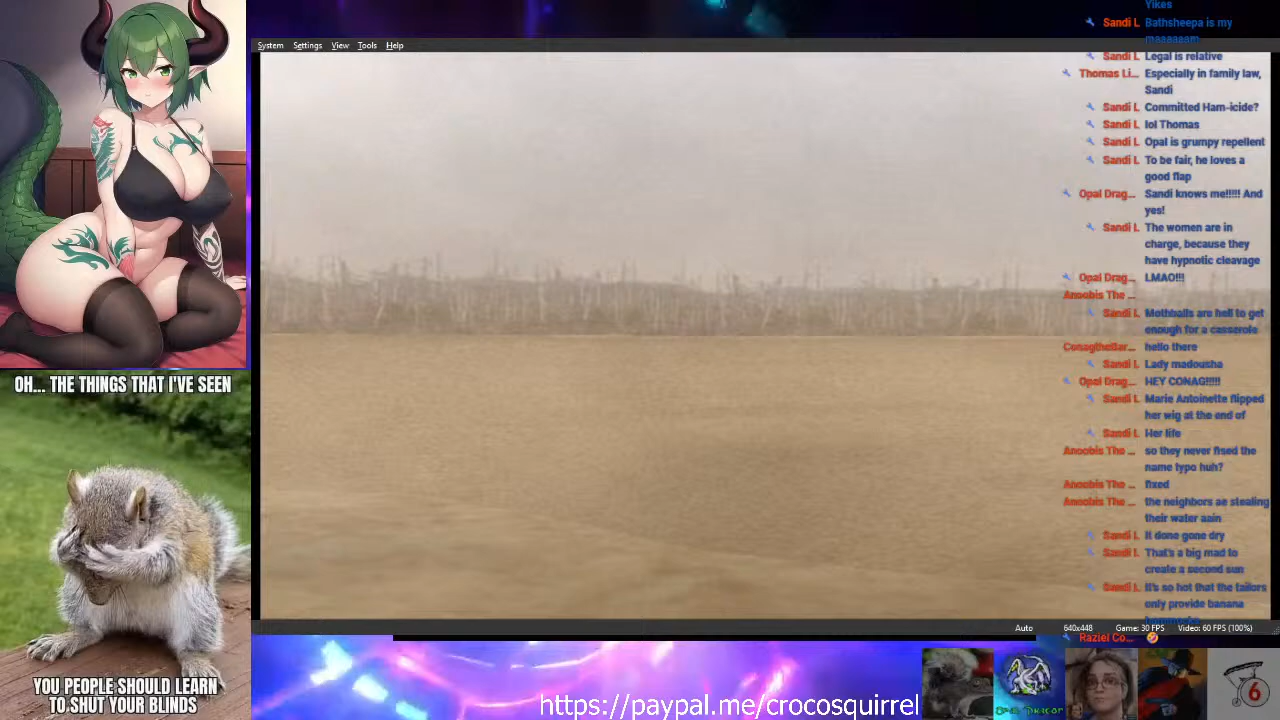 System Settings View Tools Help
Yikes
Sandi L Bathsheepa is my
maaaaaam
Sandi L Legal is relative
Thomas Li... Especially in family law,
Sandi
Sandi L Committed Ham-icide?
Sandi L lol Thomas
Sandi L Opal is grumpy repellent
Sandi L To be fair, he loves a
good flap
Opal Drag... Sandi knows me!!!!! And
yes!
Sandi L The women are in
charge, because they
have hypnotic cleavage
Opal Drag... LMAO!!!
Anoobis The ...
Sandi L Mothballs are hell to get
enough for a casserole
ConagtheBar... hello there
Sandi L Lady madousha
Opal Drag... HEY CONAG!!!!!
Sandi L Marie Antoinette flipped
her wig at the end of
Sandi L Her life
Anoobis The ... so they never fised the
name typo huh?
Anoobis The ... fixed
Anoobis The ... the neighbors ae stealing
their water aain
Sandi L It done gone dry
Sandi L That's a big mad to
create a second sun
Sandi L It's so hot that the tailors
only provide banana
hammocks
Raziel Co...
Auto 640x448 Game: 30 FPS Video: 60 FPS (100%)
OH... THE THINGS THAT I'VE SEEN
YOU PEOPLE SHOULD LEARN
TO SHUT YOUR BLINDS
https://paypal.me/crocosquirrel
6